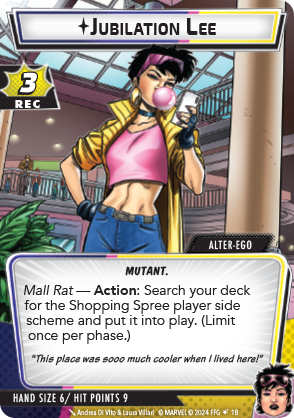 Jubilation Lee
3
REC
ALTER-EGO
MUTANT.
Mall Rat — Action: Search your deck
for the Shopping Spree player side
scheme and put it into play. (Limit
once per phase.)
"This place was sooo much cooler when I lived here!"
HAND SIZE 6/ HIT POINTS 9
Andrea Di Vito & Laura Villari © MARVEL © 2024 FFG 18